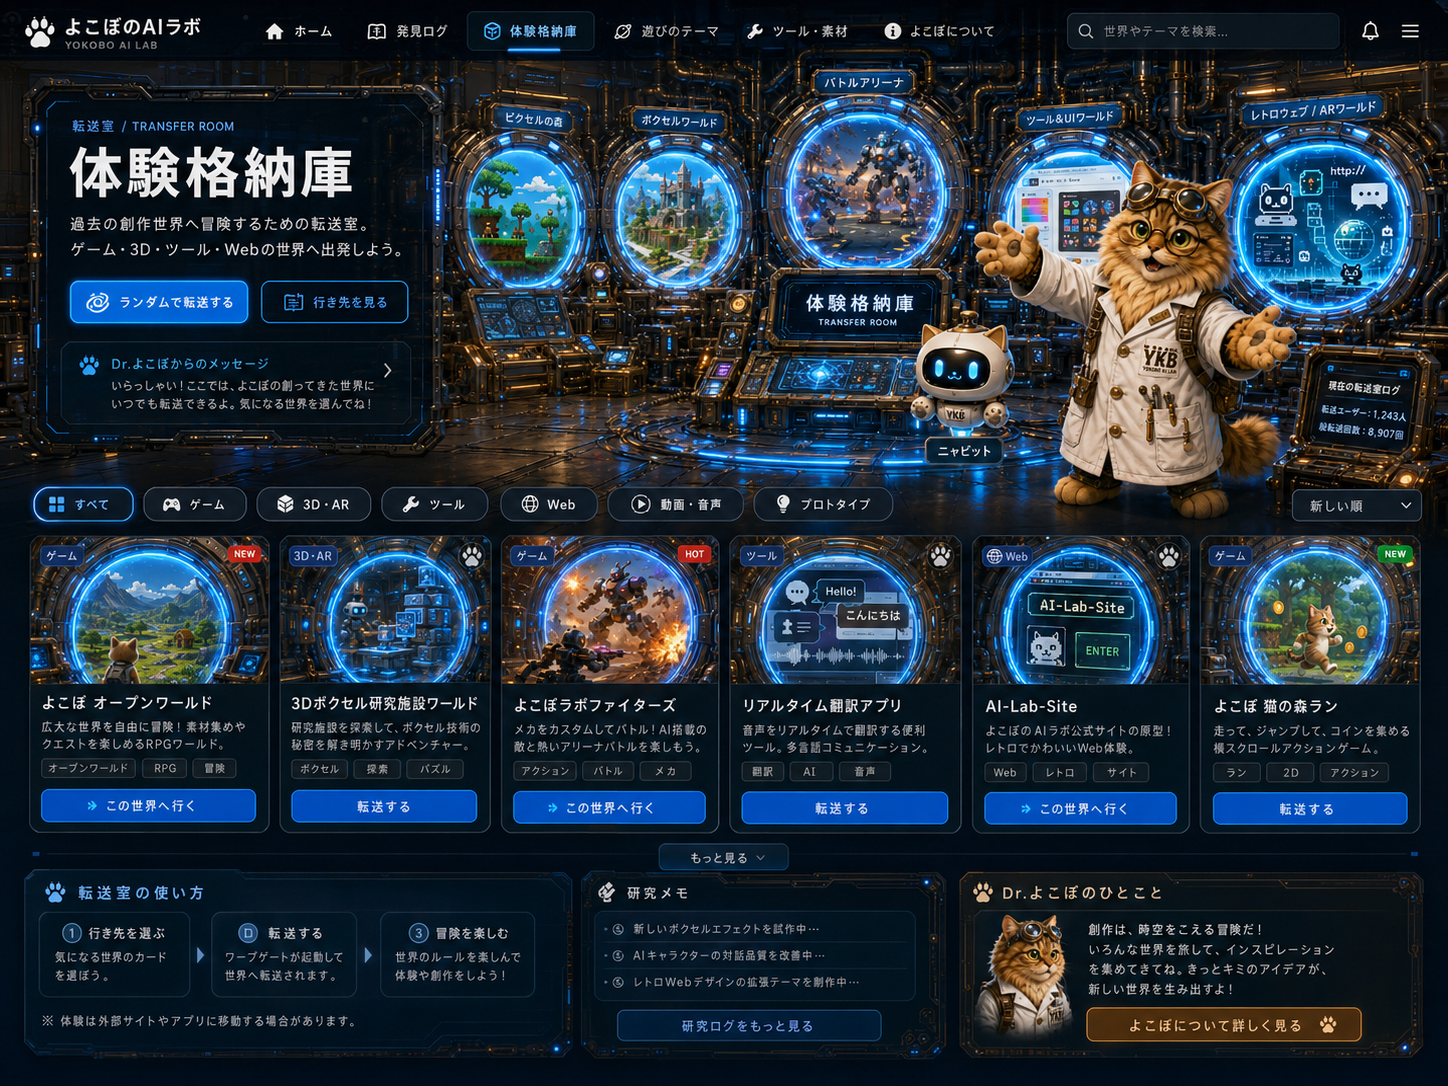 よこぼのAIラボ
YOKOBO AI LAB
ホーム
発見ログ
体験格納庫
遊びのテーマ
ツール・素材
よこぼについて
世界やテーマを検索...
転送室 / TRANSFER ROOM
体験格納庫
過去の創作世界へ冒険するための転送室。
ゲーム・3D・ツール・Webの世界へ出発しよう。
ランダムで転送する
行き先を見る
Dr.よこぼからのメッセージ
いらっしゃい！ここでは、よこぼの創ってきた世界に
いつでも転送できるよ。気になる世界を選んでね！
ピクセルの森
ボクセルワールド
バトルアリーナ
ツール&UIワールド
レトロウェブ / ARワールド
http://
体験格納庫
TRANSFER ROOM
YKB
ニャビット
YKB
YOKOBO AI LAB
現在の転送室ログ
転送ユーザー: 1,243人
総転送回数: 8,907回
すべて
ゲーム
3D・AR
ツール
Web
動画・音声
プロトタイプ
新しい順
ゲーム
NEW
よこぼ オープンワールド
広大な世界を自由に冒険！素材集めや
クエストを楽しめるRPGワールド。
オープンワールド
RPG
冒険
この世界へ行く
3D・AR
3Dボクセル研究施設ワールド
研究施設を探索して、ボクセル技術の
秘密を解き明かすアドベンチャー。
ボクセル
探索
パズル
転送する
ゲーム
HOT
よこぼラボファイターズ
メカをカスタムしてバトル！AI搭載の
敵と熱いアリーナバトルを楽しもう。
アクション
バトル
メカ
この世界へ行く
ツール
Hello!
こんにちは
リアルタイム翻訳アプリ
音声をリアルタイムで翻訳する便利
ツール。多言語コミュニケーション。
翻訳
AI
音声
転送する
Web
AI-Lab-Site
ENTER
AI-Lab-Site
よこぼのAIラボ公式サイトの原型！
レトロでかわいいWeb体験。
Web
レトロ
サイト
この世界へ行く
ゲーム
NEW
よこぼ 猫の森ラン
走って、ジャンプして、コインを集める
横スクロールアクションゲーム。
ラン
2D
アクション
転送する
もっと見る
転送室の使い方
1 行き先を選ぶ
気になる世界のカード
を選ぼう。
D 転送する
ワープゲートが起動して
世界へ転送されます。
3 冒険を楽しむ
世界のルールを楽しんで
体験や創作をしよう！
※ 体験は外部サイトやアプリに移動する場合があります。
研究メモ
新しいボクセルエフェクトを試作中…
AIキャラクターの対話品質を改善中…
レトロWebデザインの拡張テーマを創作中…
研究ログをもっと見る
Dr.よこぼのひとこと
創作は、時空をこえる冒険だ！
いろんな世界を旅して、インスピレーション
を集めてきてね。きっとキミのアイデアが、
新しい世界を生み出すよ！
YKB
よこぼについて詳しく見る